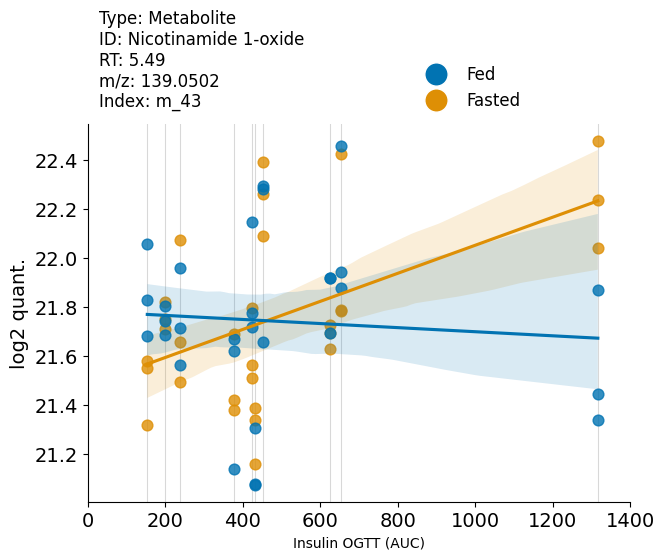 Type: Metabolite
ID: Nicotinamide 1-oxide
RT: 5.49
m/z: 139.0502
Index: m_43
Fed
Fasted
22.4
22.2
22.0
21.8
21.6
21.4
21.2
log2 quant.
0
200
400
600
800
1000
1200
1400
Insulin OGTT (AUC)